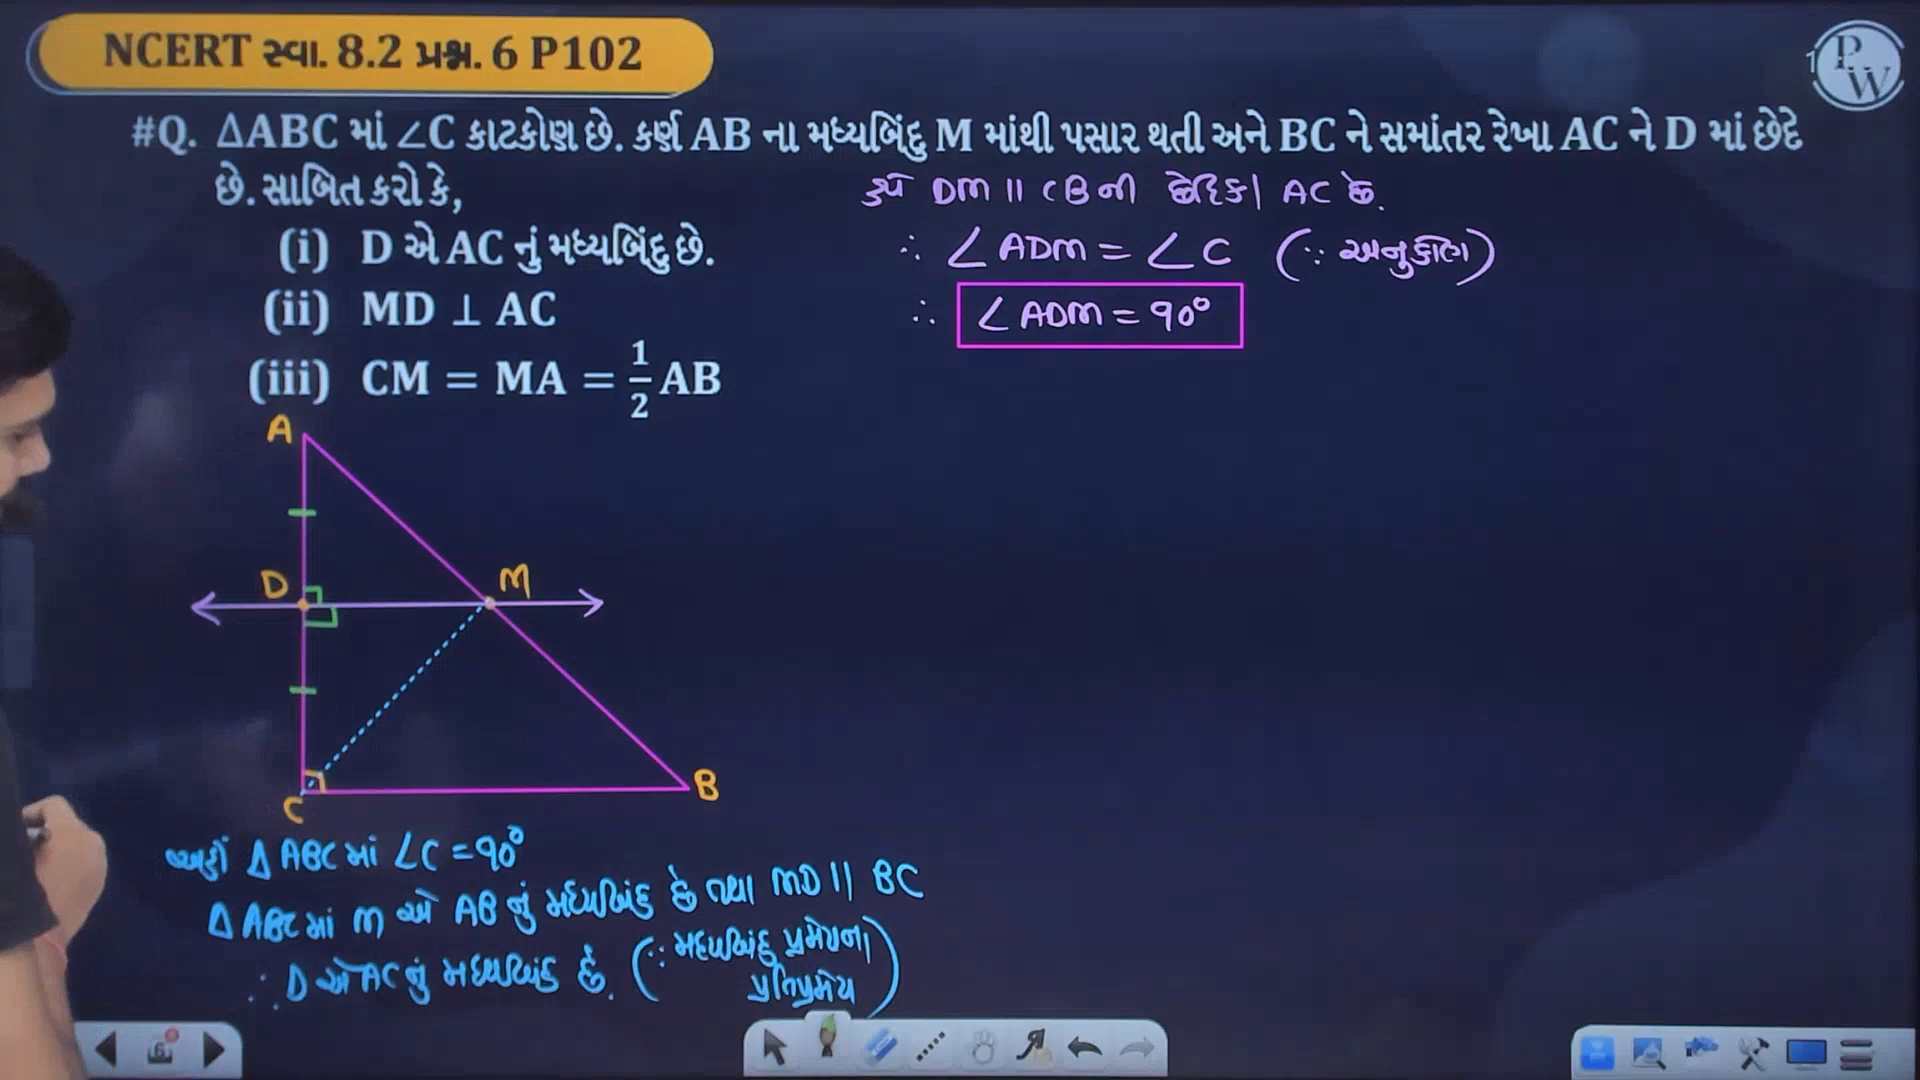 NCERT સ્વા. 8.2 પ્રશ્ન. 6 P102
PW
#Q. ΔABC માં ∠C કાટકોણ છે. કર્ણ AB ના મધ્યબિંદુ M માંથી પસાર થતી અને BC ને સમાંતર રેખા AC ને D માં છેદે
છે. સાબિત કરો કે,
(i) D એ AC નું મધ્યબિંદુ છે.
(ii) MD ⊥ AC
(iii) CM = MA = 1/2 AB
DM || CB ની છેદિકા AC છે.
∴ ∠ADM = ∠C (∵ અનુકોણ)
∴ ∠ADM = 90°
A
D
M
C
B
અહીં Δ ABC માં ∠C = 90°
Δ ABC માં M એ AB નું મધ્યબિંદુ છે તથા MD || BC
∴ D એ AC નું મધ્યબિંદુ છે. (∵ મધ્યબિંદુ પ્રમેયના
પ્રતિપ્રમેય)